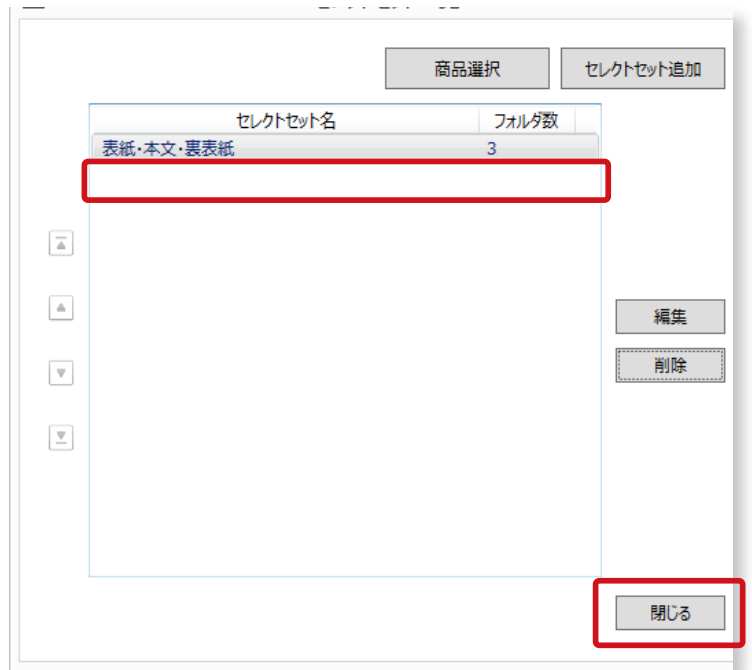 商品選択 セレクトセット追加
セレクトセット名 フォルダ数
表紙・本文・裏表紙 3
編集
削除
閉じる